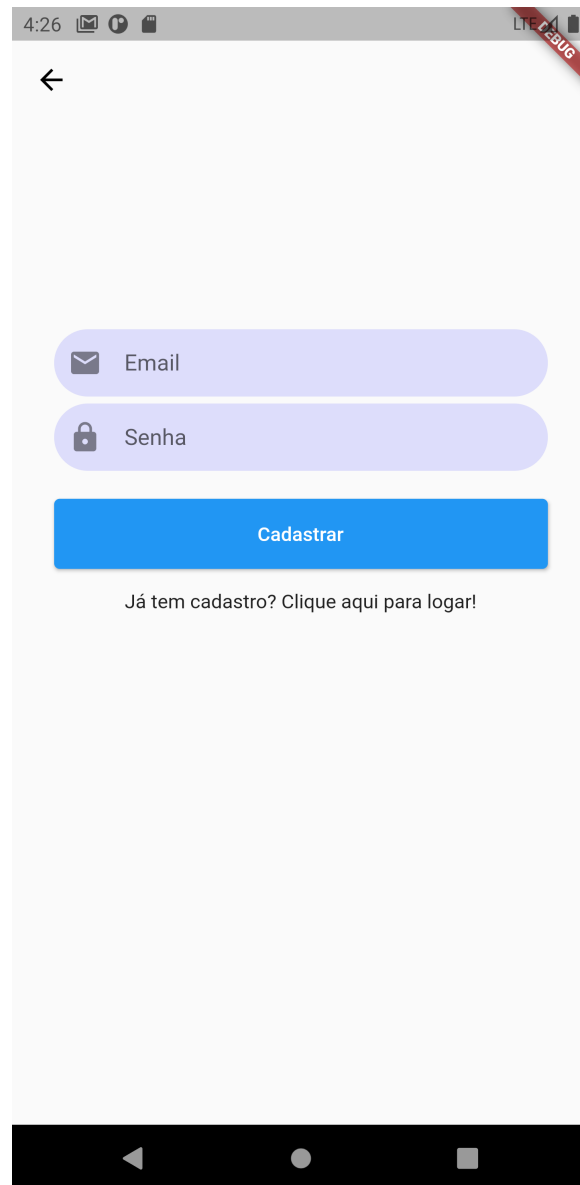 4:26
LTE
DEBUG
Email
Senha
Cadastrar
Já tem cadastro? Clique aqui para logar!